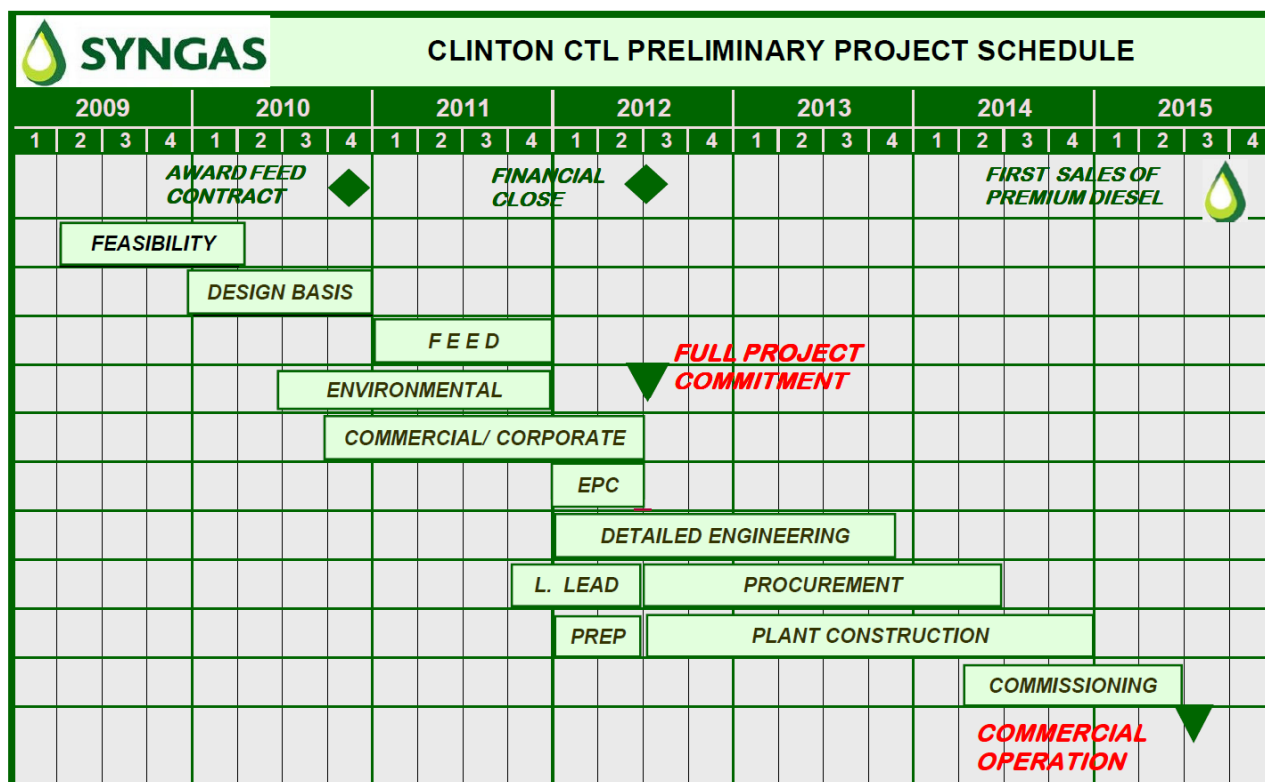 SYNGAS
CLINTON CTL PRELIMINARY PROJECT SCHEDULE
2009 2010 2011 2012 2013 2014 2015
1 2 3 4 1 2 3 4 1 2 3 4 1 2 3 4 1 2 3 4 1 2 3 4 1 2 3 4
AWARD FEED
CONTRACT
FINANCIAL
CLOSE
FIRST SALES OF
PREMIUM DIESEL
FEASIBILITY
DESIGN BASIS
F E E D
FULL PROJECT
COMMITMENT
ENVIRONMENTAL
COMMERCIAL/ CORPORATE
EPC
DETAILED ENGINEERING
L. LEAD PROCUREMENT
PREP PLANT CONSTRUCTION
COMMISSIONING
COMMERCIAL
OPERATION